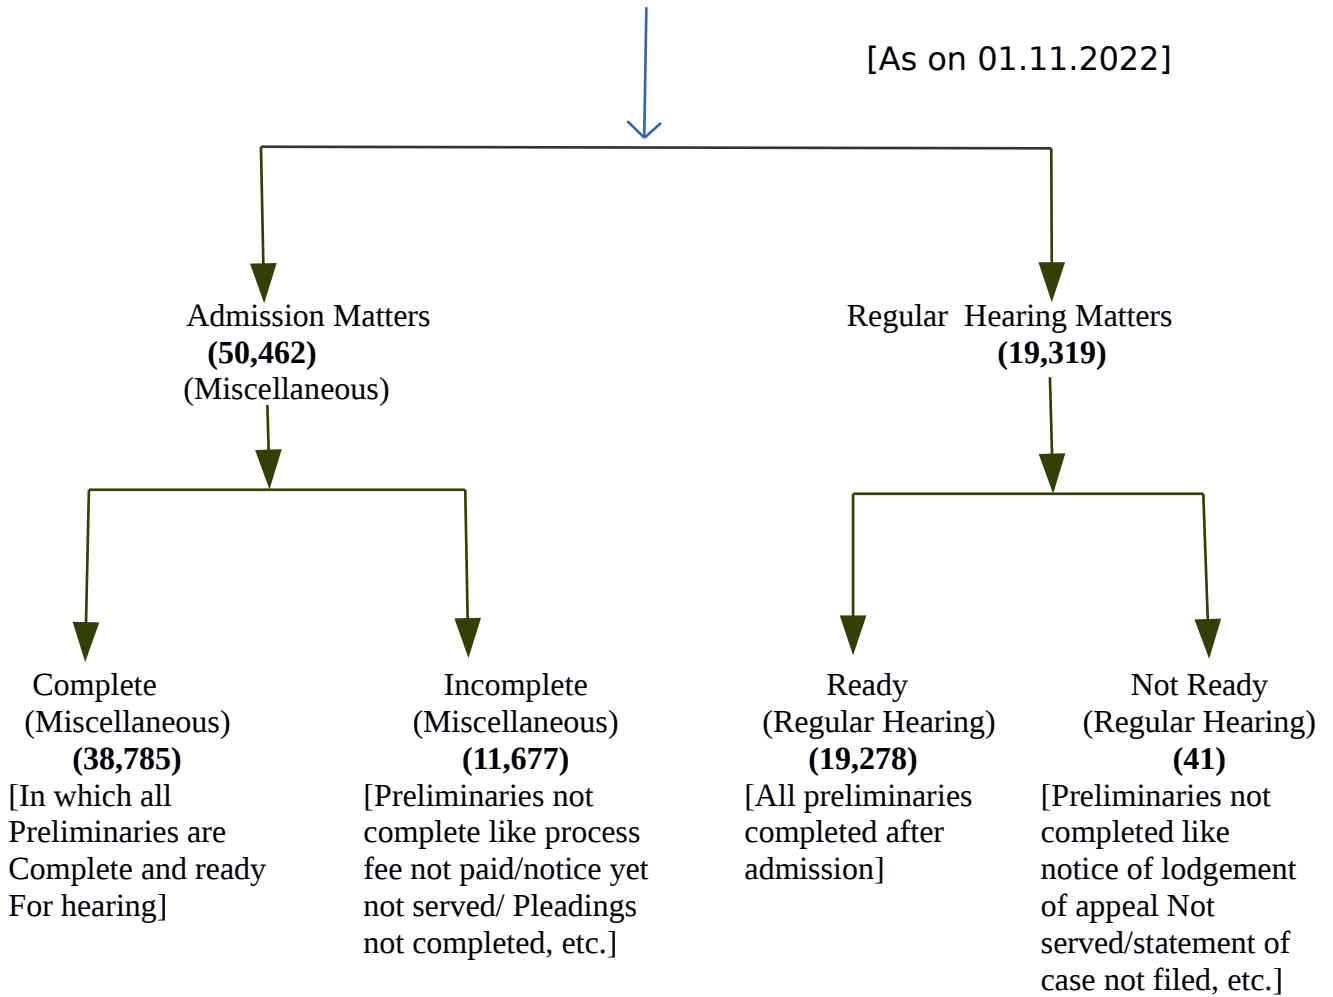 [As on 01.11.2022]
Admission Matters
(50,462)
(Miscellaneous)
Regular Hearing Matters
(19,319)
Complete
(Miscellaneous)
(38,785)
[In which all
Preliminaries are
Complete and ready
For hearing]
Incomplete
(Miscellaneous)
(11,677)
[Preliminaries not
complete like process
fee not paid/notice yet
not served/ Pleadings
not completed, etc.]
Ready
(Regular Hearing)
(19,278)
[All preliminaries
completed after
admission]
Not Ready
(Regular Hearing)
(41)
[Preliminaries not
completed like
notice of lodgement
of appeal Not
served/statement of
case not filed, etc.]